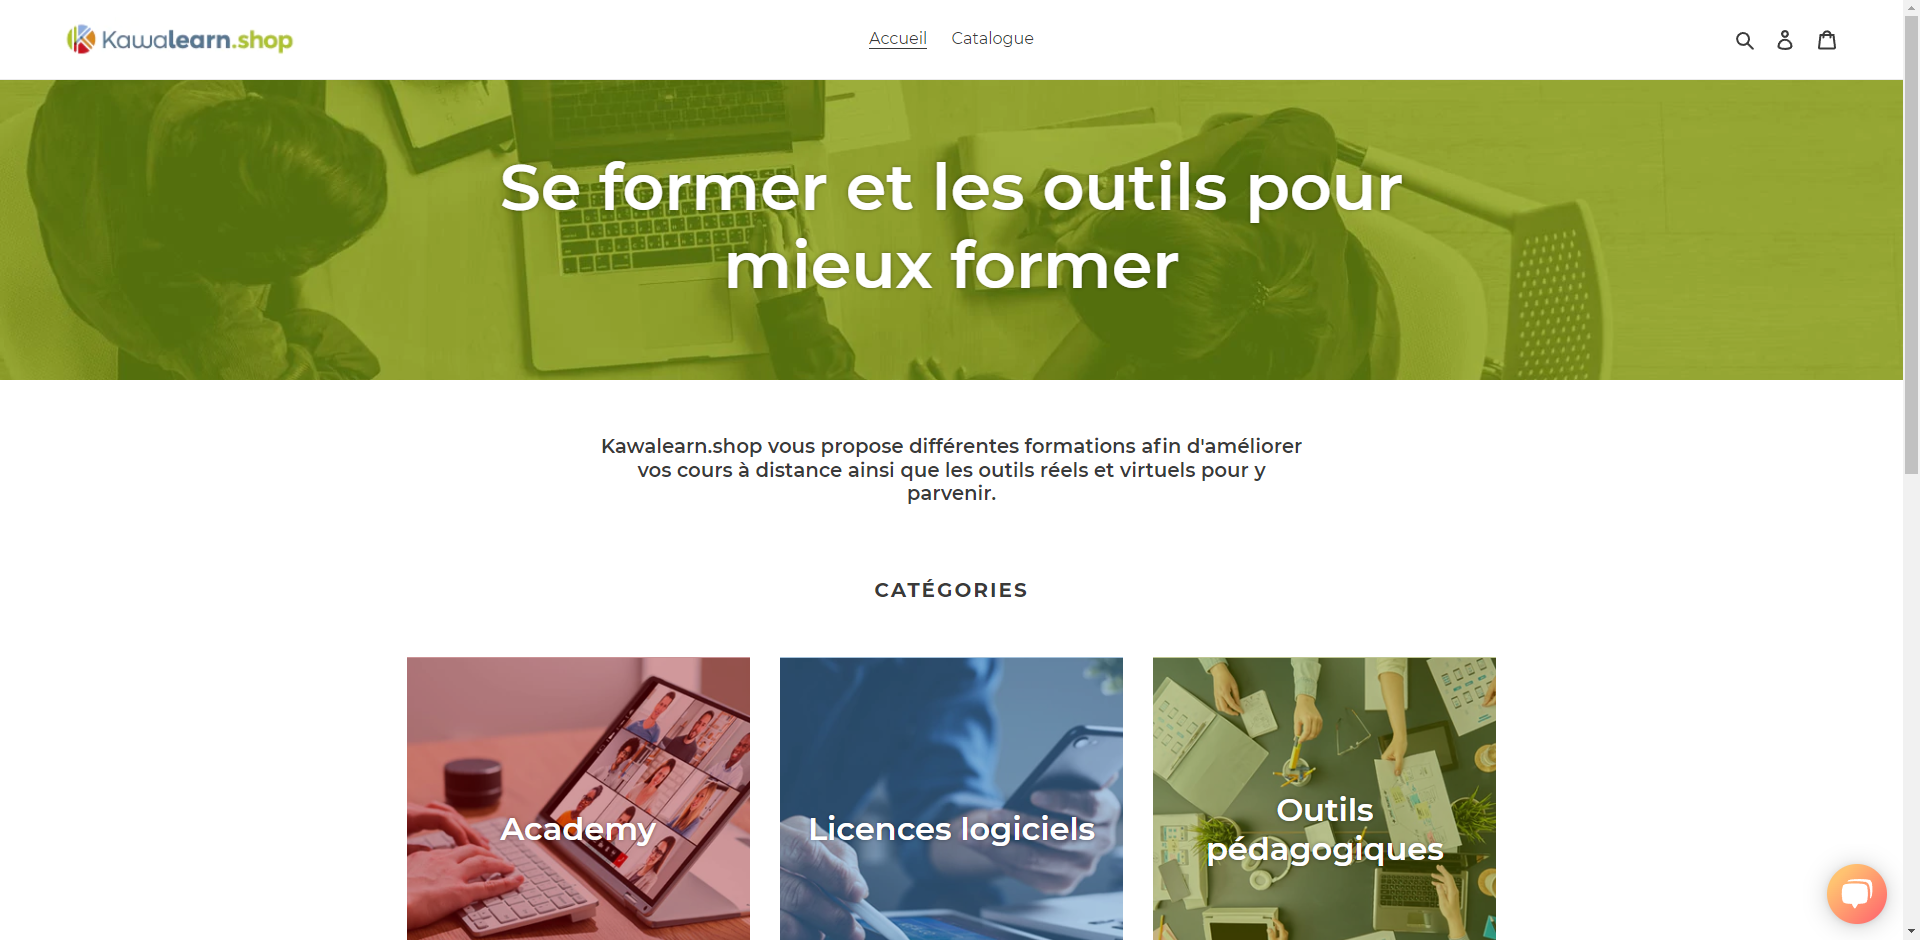 Kawalearn.shop
Accueil
Catalogue
Se former et les outils pour
mieux former
Kawalearn.shop vous propose différentes formations afin d'améliorer
vos cours à distance ainsi que les outils réels et virtuels pour y
parvenir.
CATÉGORIES
Academy
Licences logiciels
Outils
pédagogiques